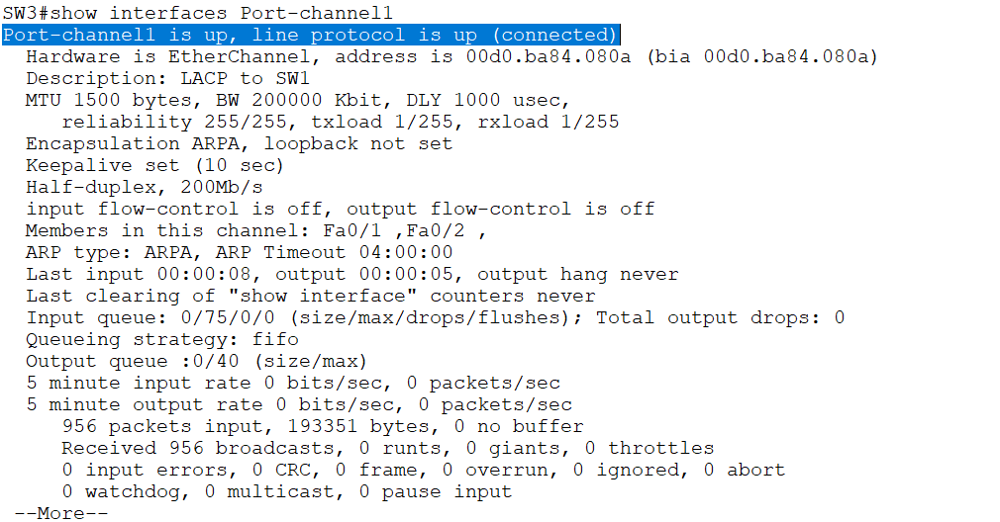 SW3#show interfaces Port-channel1
Port-channel1 is up, line protocol is up (connected)
Hardware is EtherChannel, address is 00d0.ba84.080a (bia 00d0.ba84.080a)
Description: LACP to SW1
MTU 1500 bytes, BW 200000 Kbit, DLY 1000 usec,
reliability 255/255, txload 1/255, rxload 1/255
Encapsulation ARPA, loopback not set
Keepalive set (10 sec)
Half-duplex, 200Mb/s
input flow-control is off, output flow-control is off
Members in this channel: Fa0/1 ,Fa0/2 ,
ARP type: ARPA, ARP Timeout 04:00:00
Last input 00:00:08, output 00:00:05, output hang never
Last clearing of "show interface" counters never
Input queue: 0/75/0/0 (size/max/drops/flushes); Total output drops: 0
Queueing strategy: fifo
Output queue :0/40 (size/max)
5 minute input rate 0 bits/sec, 0 packets/sec
5 minute output rate 0 bits/sec, 0 packets/sec
956 packets input, 193351 bytes, 0 no buffer
Received 956 broadcasts, 0 runts, 0 giants, 0 throttles
0 input errors, 0 CRC, 0 frame, 0 overrun, 0 ignored, 0 abort
0 watchdog, 0 multicast, 0 pause input
--More--